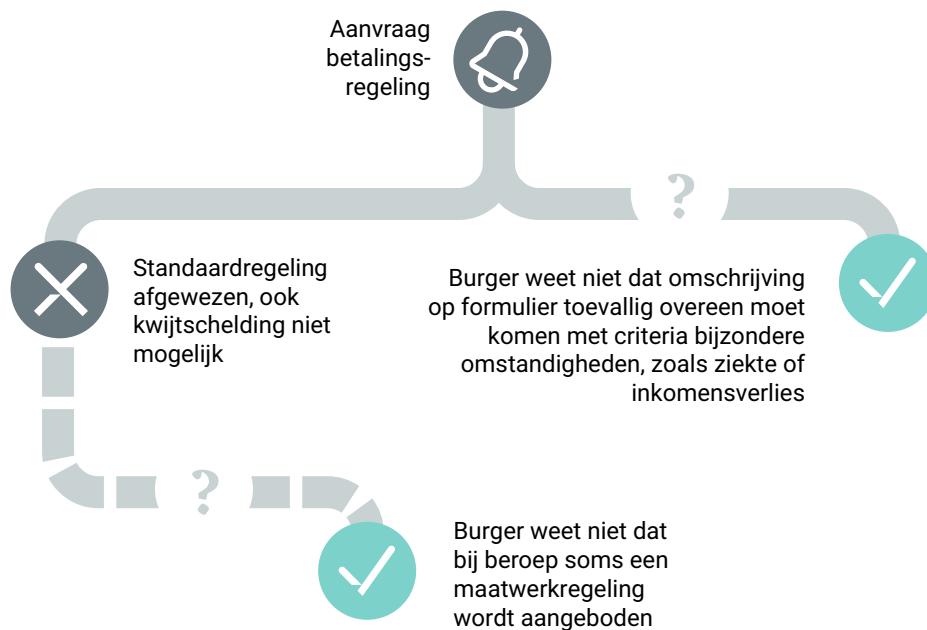 Aanvraag
betalings-
regeling
?
Standaardregeling
afgewezen, ook
kwijtschelding niet
mogelijk
Burger weet niet dat omschrijving
op formulier toevallig overeen moet
komen met criteria bijzondere
omstandigheden, zoals ziekte of
inkomensverlies
?
Burger weet niet dat
bij beroep soms een
maatwerkregeling
wordt aangeboden